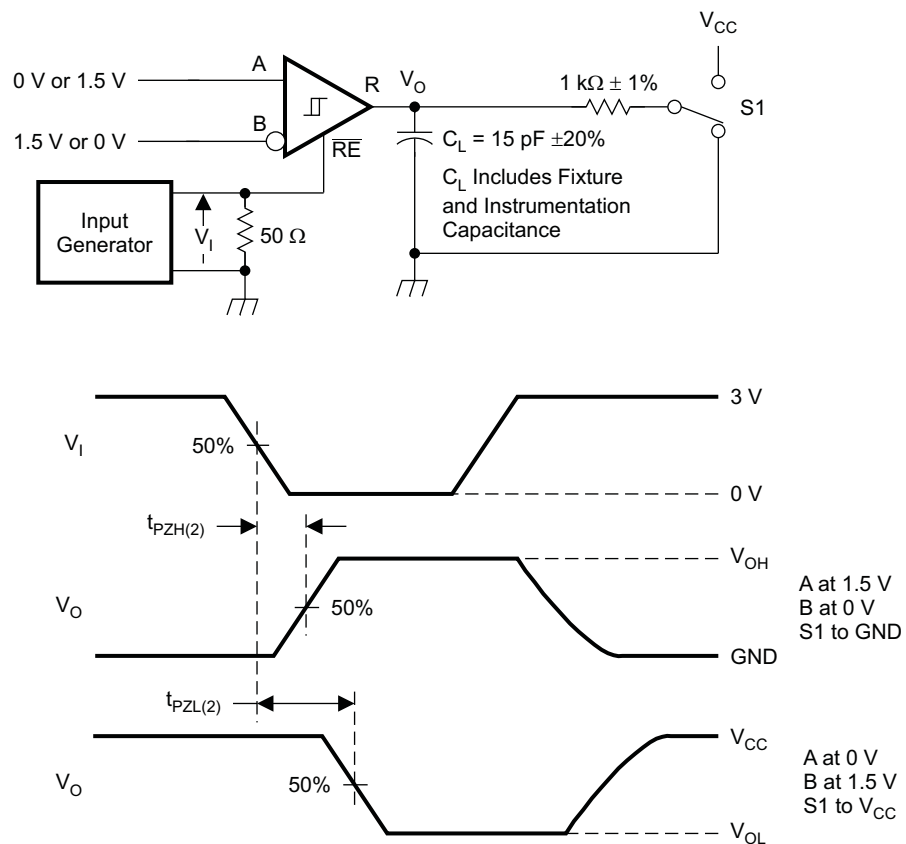 V_CC
A
0 V or 1.5 V
R
V_O
1 kΩ ± 1%
S1
B
1.5 V or 0 V
RE
C_L = 15 pF ±20%
C_L Includes Fixture
and Instrumentation
Capacitance
Input
Generator
V_I
50 Ω
3 V
V_I
50%
0 V
t_PZH(2)
V_OH
A at 1.5 V
B at 0 V
S1 to GND
V_O
50%
GND
t_PZL(2)
V_CC
A at 0 V
B at 1.5 V
S1 to V_CC
V_O
50%
V_OL